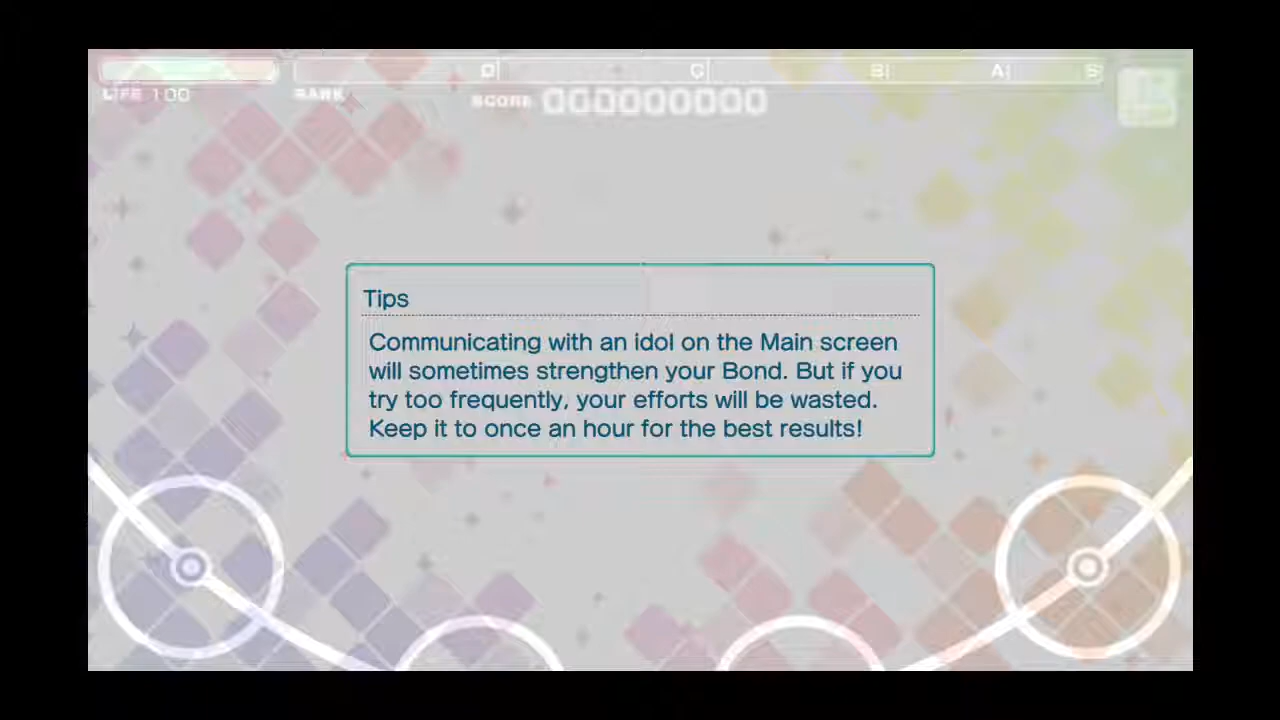 D C B A S
LIFE 100 RANK SCORE 000000000
Tips
Communicating with an idol on the Main screen
will sometimes strengthen your Bond. But if you
try too frequently, your efforts will be wasted.
Keep it to once an hour for the best results!